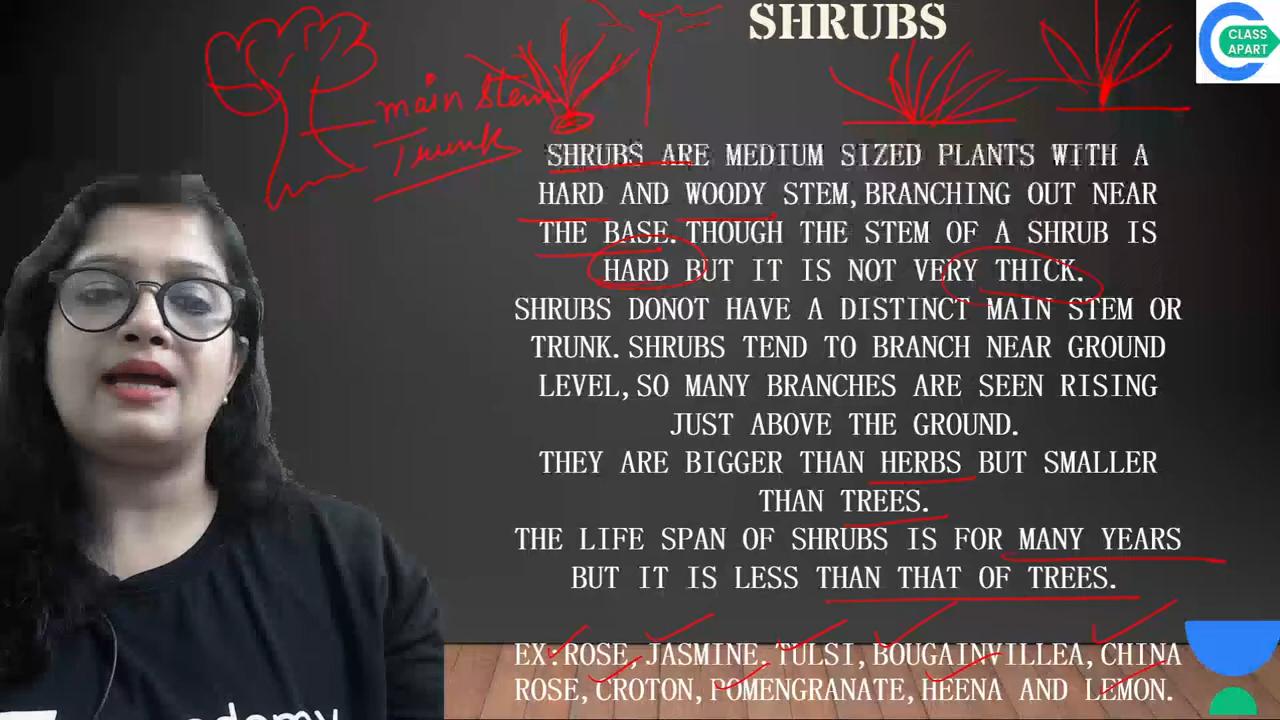 SHRUBS
CLASS
APART
main stem
Trunk
SHRUBS ARE MEDIUM SIZED PLANTS WITH A
HARD AND WOODY STEM, BRANCHING OUT NEAR
THE BASE. THOUGH THE STEM OF A SHRUB IS
HARD BUT IT IS NOT VERY THICK.
SHRUBS DONOT HAVE A DISTINCT MAIN STEM OR
TRUNK. SHRUBS TEND TO BRANCH NEAR GROUND
LEVEL, SO MANY BRANCHES ARE SEEN RISING
JUST ABOVE THE GROUND.
THEY ARE BIGGER THAN HERBS BUT SMALLER
THAN TREES.
THE LIFE SPAN OF SHRUBS IS FOR MANY YEARS
BUT IT IS LESS THAN THAT OF TREES.
EX: ROSE, JASMINE. TULSI, BOUGAINVILLEA, CHINA
ROSE, CROTON, POMENGRANATE, HEENA AND LEMON.